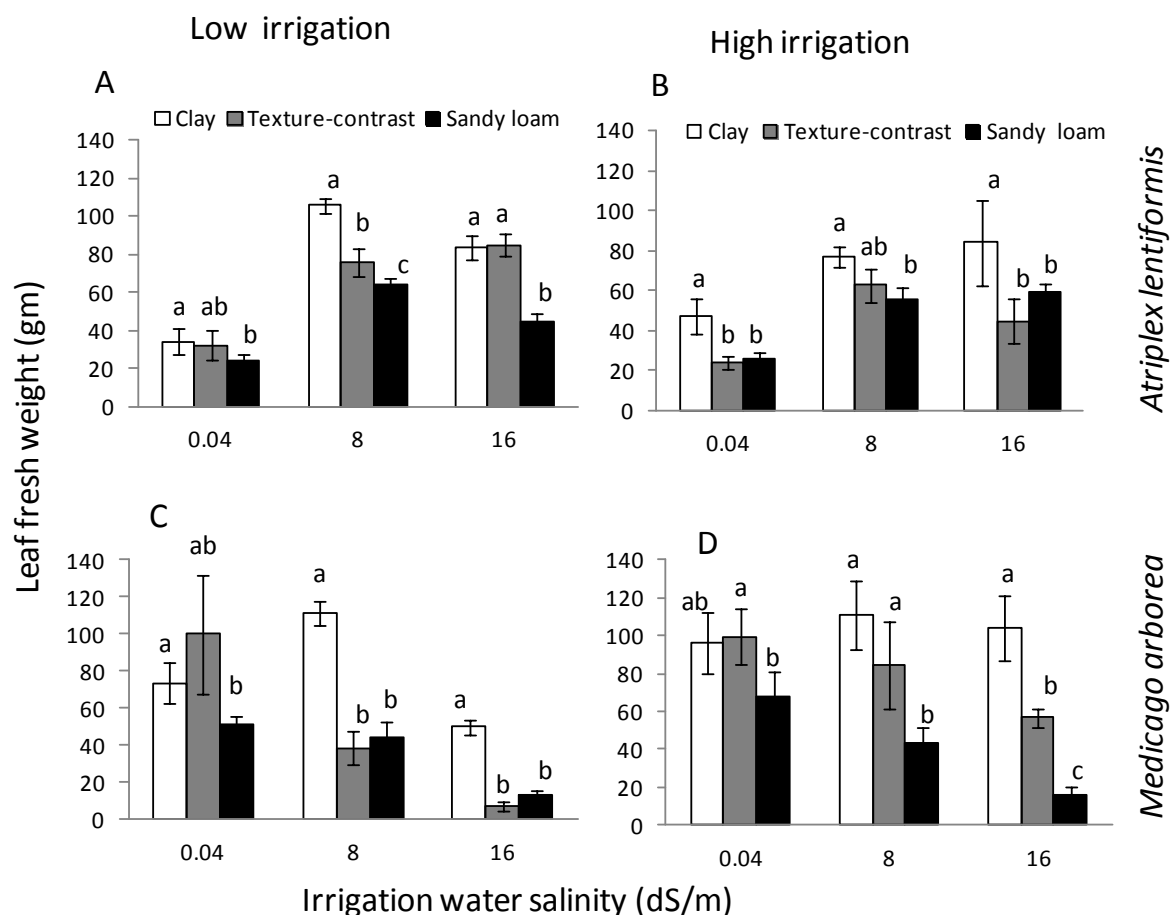 Low irrigation
High irrigation
A
B
Clay Texture-contrast Sandy loam
Clay Texture-contrast Sandy loam
Leaf fresh weight (gm)
140
120
100
80
60
40
20
0
a ab b
a b c
a a b
0.04 8 16
140
120
100
80
60
40
20
0
a b b
a ab b
a b b
0.04 8 16
Atriplex lentiformis
C
D
140
120
100
80
60
40
20
0
a ab b
a b b
a b b
0.04 8 16
140
120
100
80
60
40
20
0
ab a b
a a b
a b c
0.04 8 16
Medicago arborea
Irrigation water salinity (dS/m)